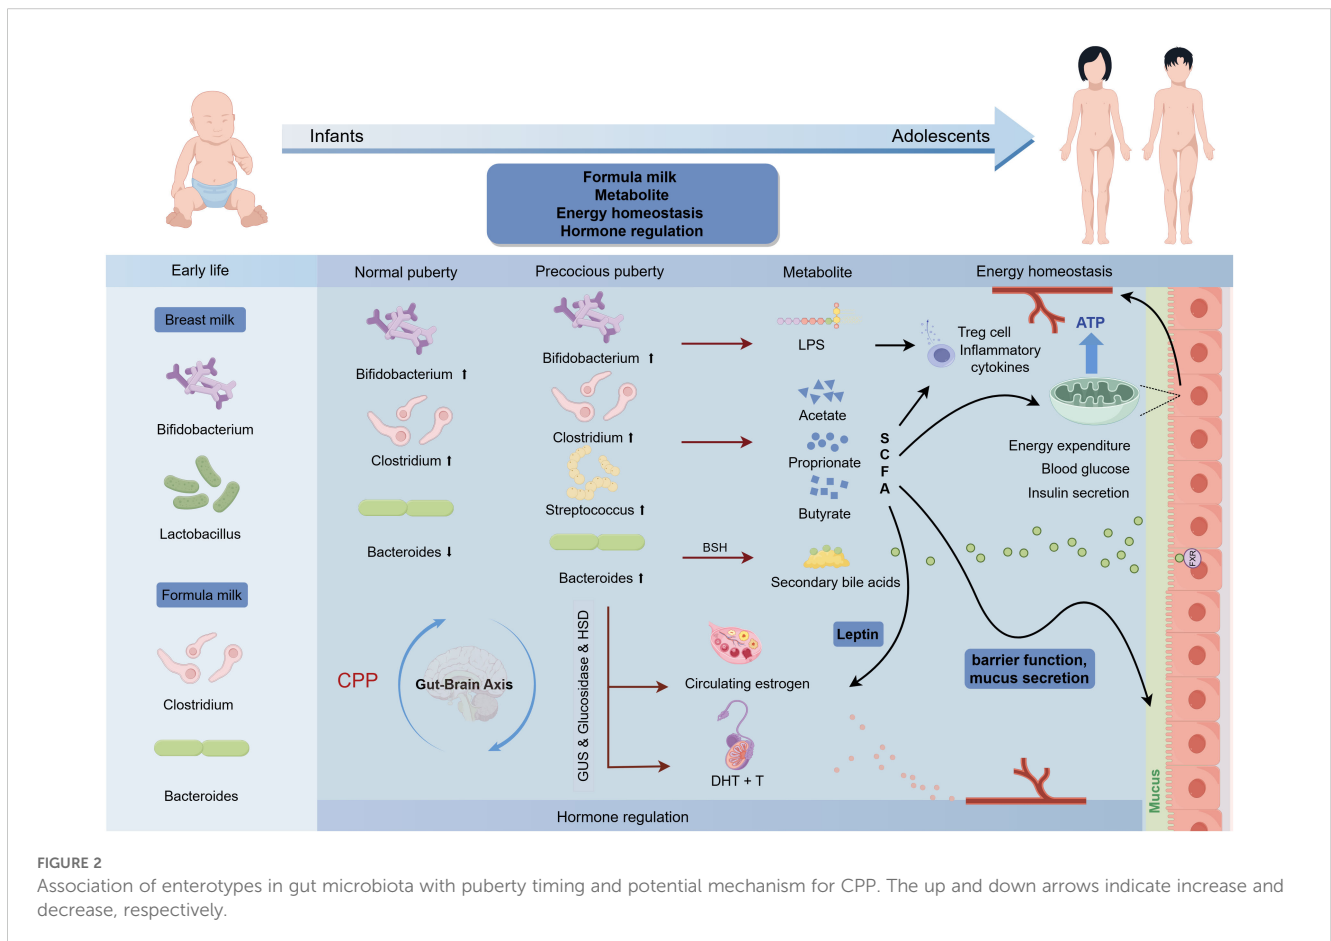 Infants
Adolescents
Formula milk
Metabolite
Energy homeostasis
Hormone regulation
Early life
Normal puberty
Precocious puberty
Metabolite
Energy homeostasis
Breast milk
Bifidobacterium
Lactobacillus
Formula milk
Clostridium
Bacteroides
Bifidobacterium ⬆
Clostridium ⬆
Bacteroides ⬇
CPP
Gut-Brain Axis
Bifidobacterium ⬆
Clostridium ⬆
Streptococcus ⬆
Bacteroides ⬆
GUS & Glucosidase & HSD
BSH
LPS
Acetate
Proprionate
Butyrate
Secondary bile acids
Circulating estrogen
DHT + T
S
C
F
A
Treg cell
Inflammatory
cytokines
ATP
Energy expenditure
Blood glucose
Insulin secretion
FXR
Leptin
barrier function,
mucus secretion
Mucus
Hormone regulation
FIGURE 2
Association of enterotypes in gut microbiota with puberty timing and potential mechanism for CPP. The up and down arrows indicate increase and
decrease, respectively.